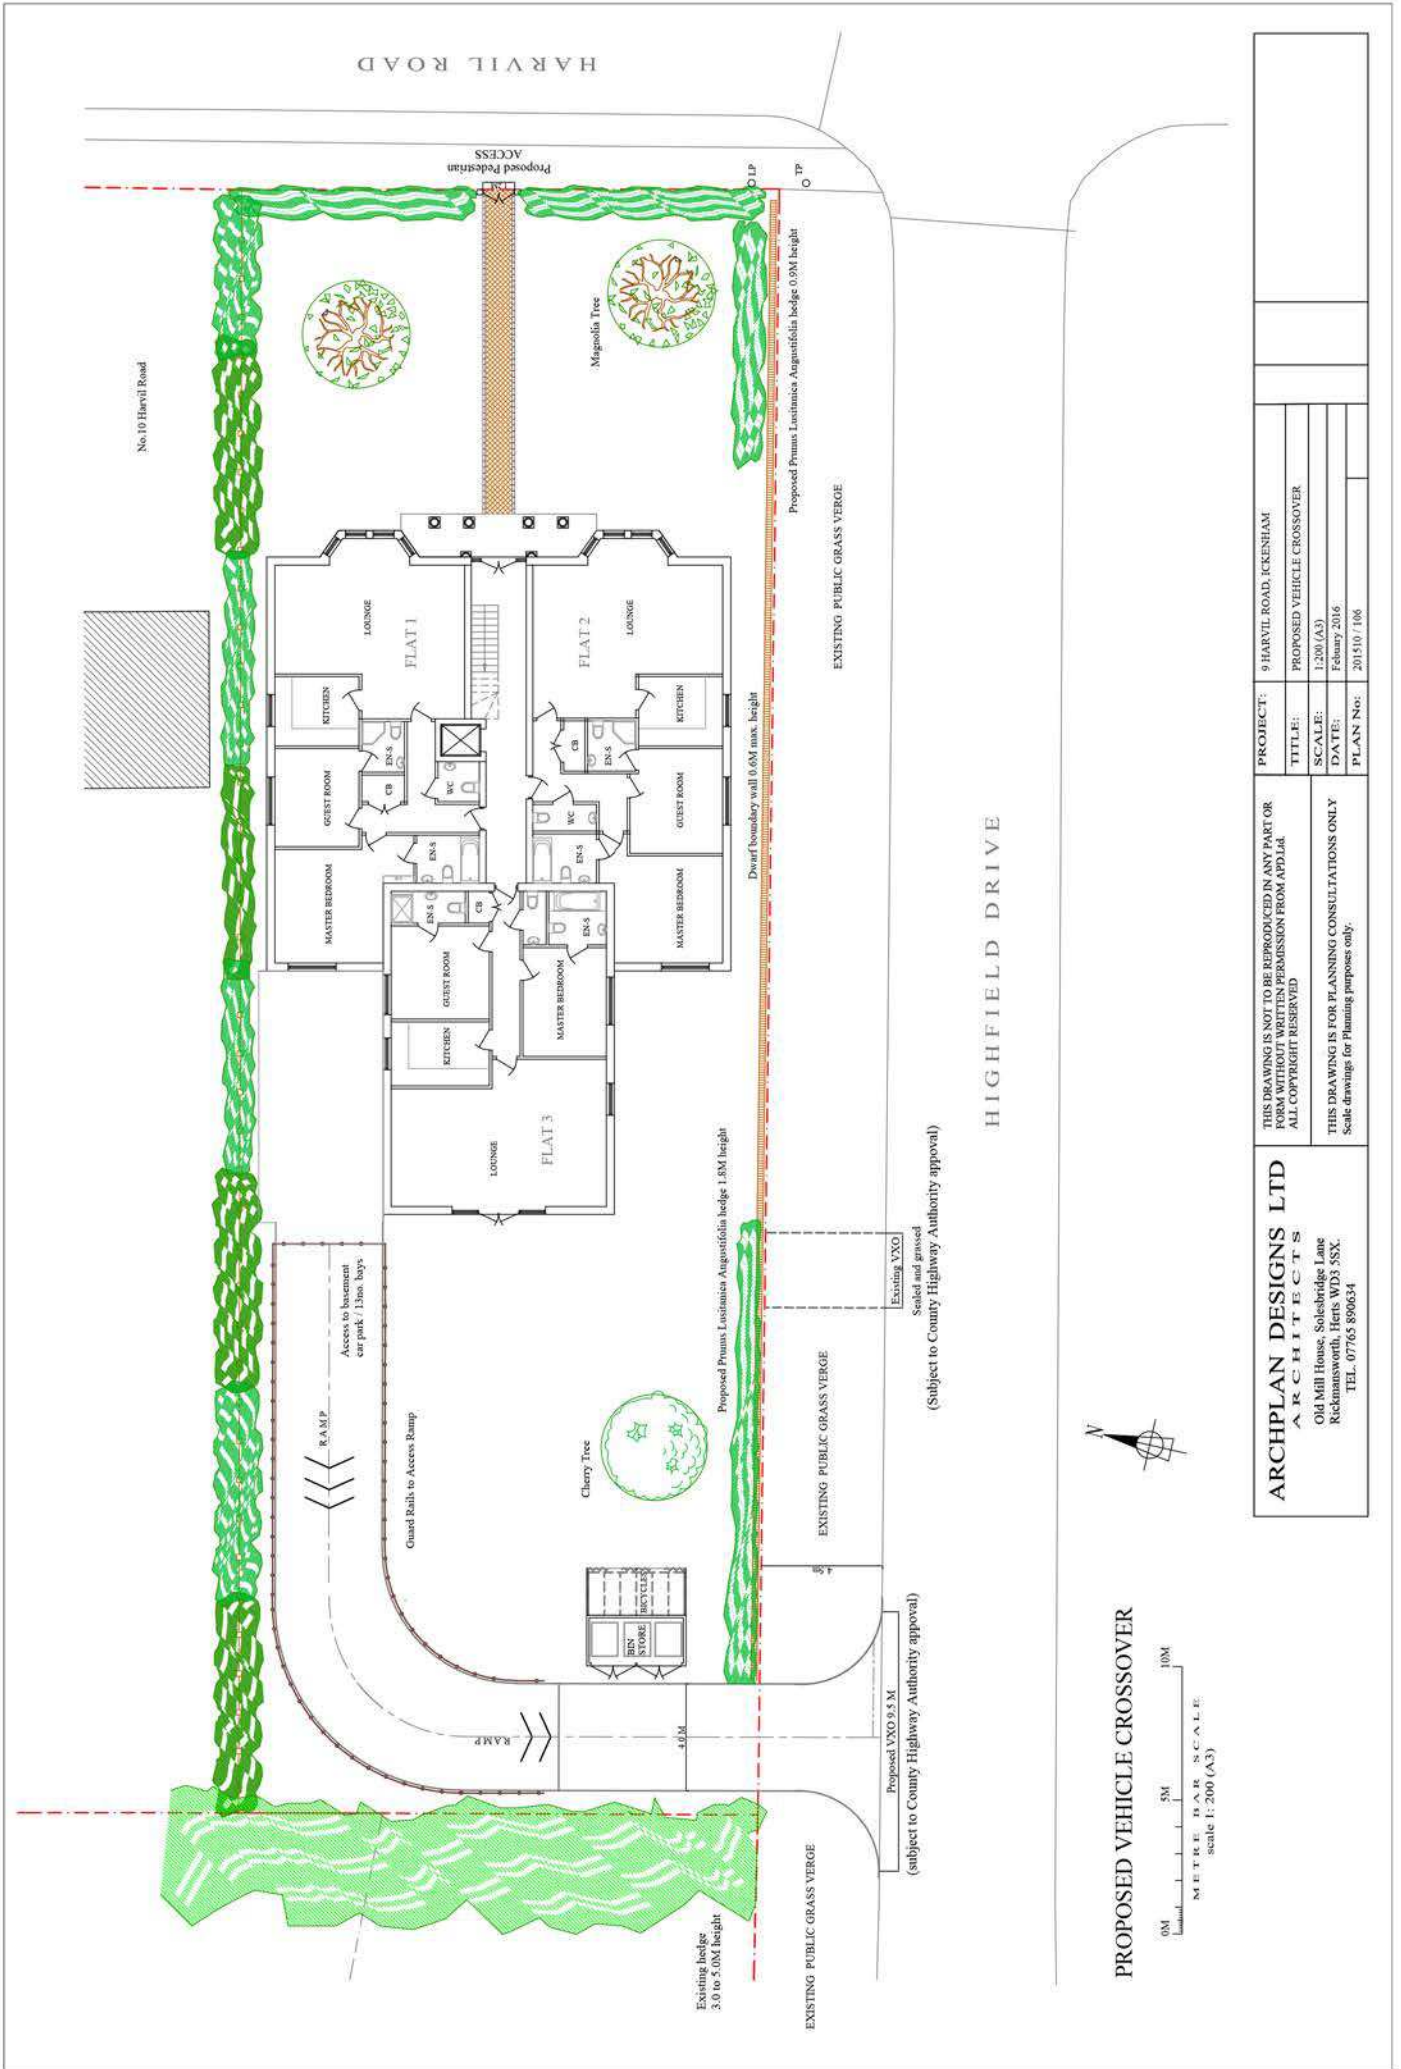 HARVIL ROAD
Proposed Pedestrian
ACCESS
LP
TP
No.10 Harvil Road
Magnolia Tree
Proposed Prunus Lusitanica Angustifolia hedge 0.9M height
EXISTING PUBLIC GRASS VERGE
LOUNGE
FLAT 1
KITCHEN
EN-S
GUEST ROOM
CB
WC
MASTER BEDROOM
EN-S
LOUNGE
FLAT 2
KITCHEN
CB
EN-S
GUEST ROOM
WC
EN-S
MASTER BEDROOM
EN-S
CB
EN-S
GUEST ROOM
KITCHEN
MASTER BEDROOM
LOUNGE
FLAT 3
Dwarf boundary wall 0.6M max. height
HIGHFIELD DRIVE
Access to basement
car park / 13no. bays
RAMP
Guard Rails to Access Ramp
Cherry Tree
Proposed Prunus Lusitanica Angustifolia hedge 1.8M height
Existing VXO
Sealed and grassed
(Subject to County Highway Authority appoval)
EXISTING PUBLIC GRASS VERGE
BICYCLES
BIN
STORE
RAMP
4.0M
Proposed VXO 9.5 M
(subject to County Highway Authority appoval)
Existing hedge
3.0 to 5.0M height
EXISTING PUBLIC GRASS VERGE
N
PROPOSED VEHICLE CROSSOVER
0M 5M 10M
METRE BAR SCALE
scale 1: 200 (A3)
ARCHPLAN DESIGNS LTD
ARCHITECTS
Old Mill House, Solesbridge Lane
Rickmansworth, Herts WD3 5SX.
TEL. 07765 890634
THIS DRAWING IS NOT TO BE REPRODUCED IN ANY PART OR
FORM WITHOUT WRITTEN PERMISSION FROM APD.Ltd.
ALL COPYRIGHT RESERVED
THIS DRAWING IS FOR PLANNING CONSULTATIONS ONLY
Scale drawings for Planning purposes only.
PROJECT: 9 HARVIL ROAD, ICKENHAM
TITLE: PROPOSED VEHICLE CROSSOVER
SCALE: 1:200 (A3)
DATE: Febuary 2016
PLAN No: 201510 / 106